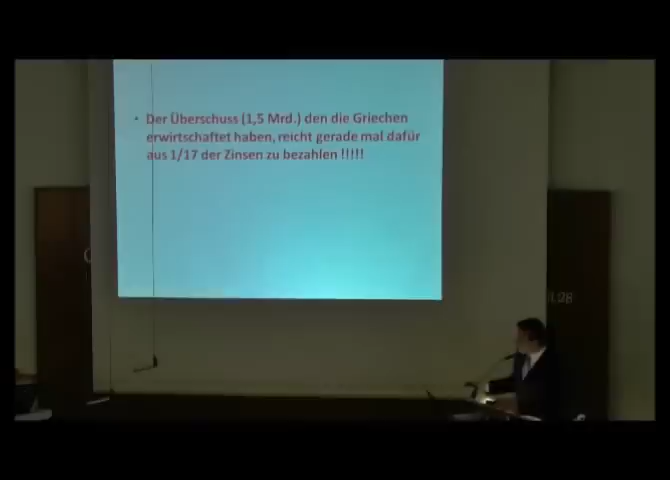 • Der Überschuss (1,5 Mrd.) den die Griechen
erwirtschaftet haben, reicht gerade mal dafür
aus 1/17 der Zinsen zu bezahlen !!!!!